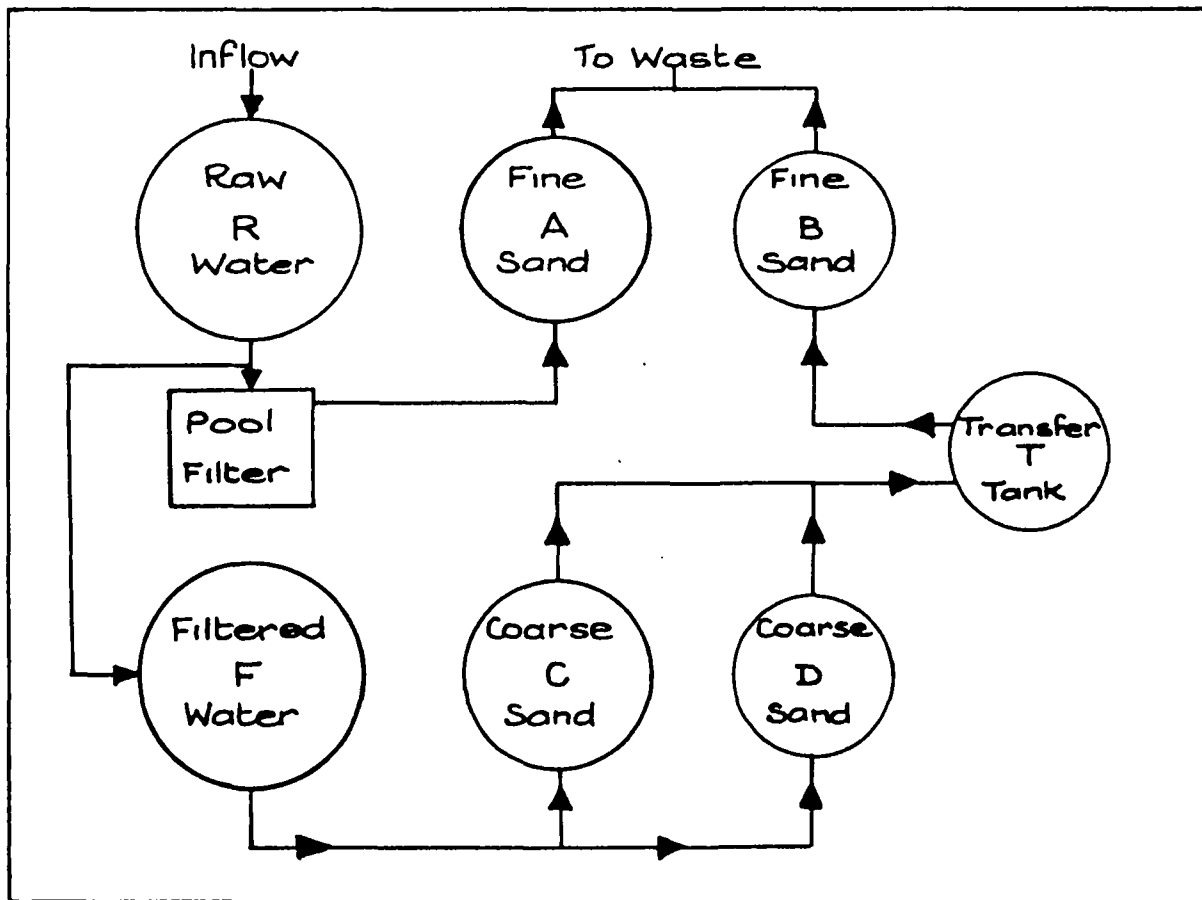 Inflow
To Waste
Raw
R
Water
Fine
A
Sand
Fine
B
Sand
Pool
Filter
Transfer
T
Tank
Filtered
F
Water
Coarse
C
Sand
Coarse
D
Sand